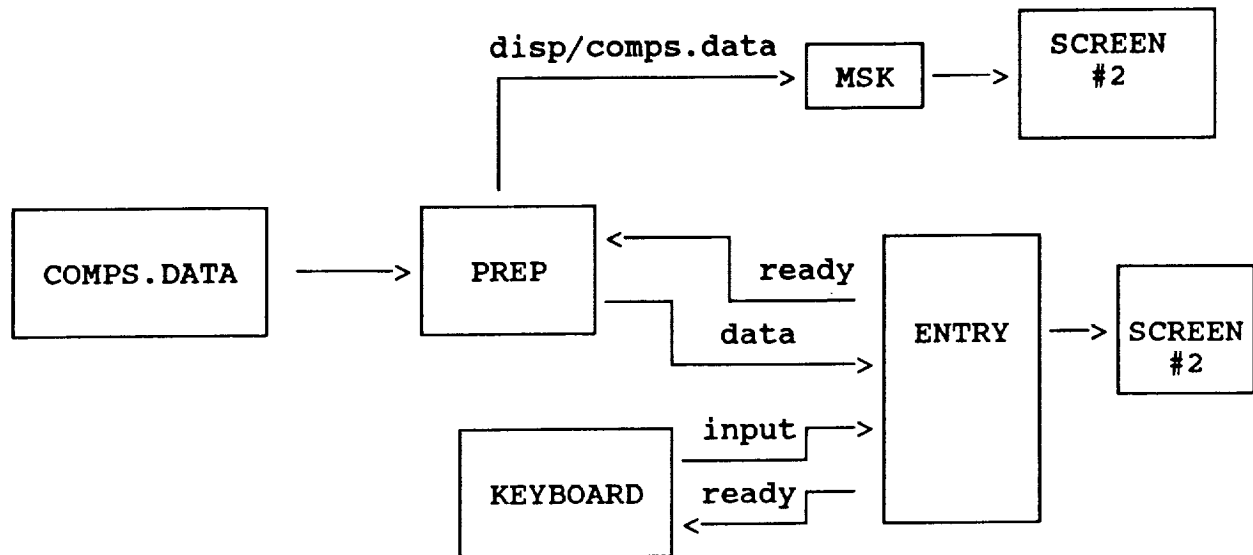 disp/comps.data
MSK
SCREEN
#2
COMPS.DATA
PREP
ready
data
ENTRY
SCREEN
#2
input
KEYBOARD
ready